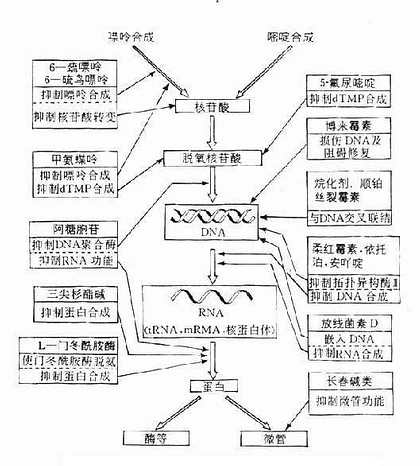 嘌呤合成
嘧啶合成
6—巯嘌呤
6—硫鸟嘌呤
抑制嘌呤合成
抑制核苷酸转变
核苷酸
5-氟尿嘧啶
抑制dTMP合成
甲氨蝶呤
抑制嘌呤合成
抑制dTMP合成
脱氧核苷酸
博来霉素
损伤DNA及
阻碍修复
烷化剂、顺铂
丝裂霉素
与DNA交叉联结
DNA
阿糖胞苷
抑制DNA聚合酶
抑制RNA功能
柔红霉素、依托
泊、安吖啶
抑制拓扑异构酶Ⅱ
抑制DNA合成
三尖杉酯碱
抑制蛋白合成
RNA
(tRNA、mRMA、核蛋白体)
放线菌素D
嵌入DNA
抑制RNA合成
L—门冬酰胺酶
使门冬酰胺酶脱氨
抑制蛋白合成
蛋白
长春碱类
抑制微管功能
酶等
微管